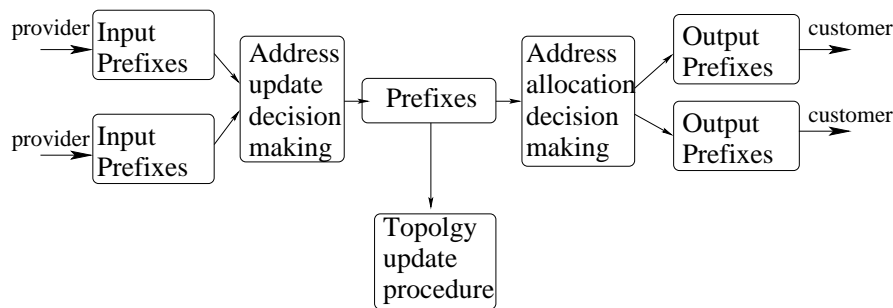 provider
Input
Prefixes
provider
Input
Prefixes
Address
update
decision
making
Prefixes
Topolgy
update
procedure
Address
allocation
decision
making
Output
Prefixes
customer
Output
Prefixes
customer